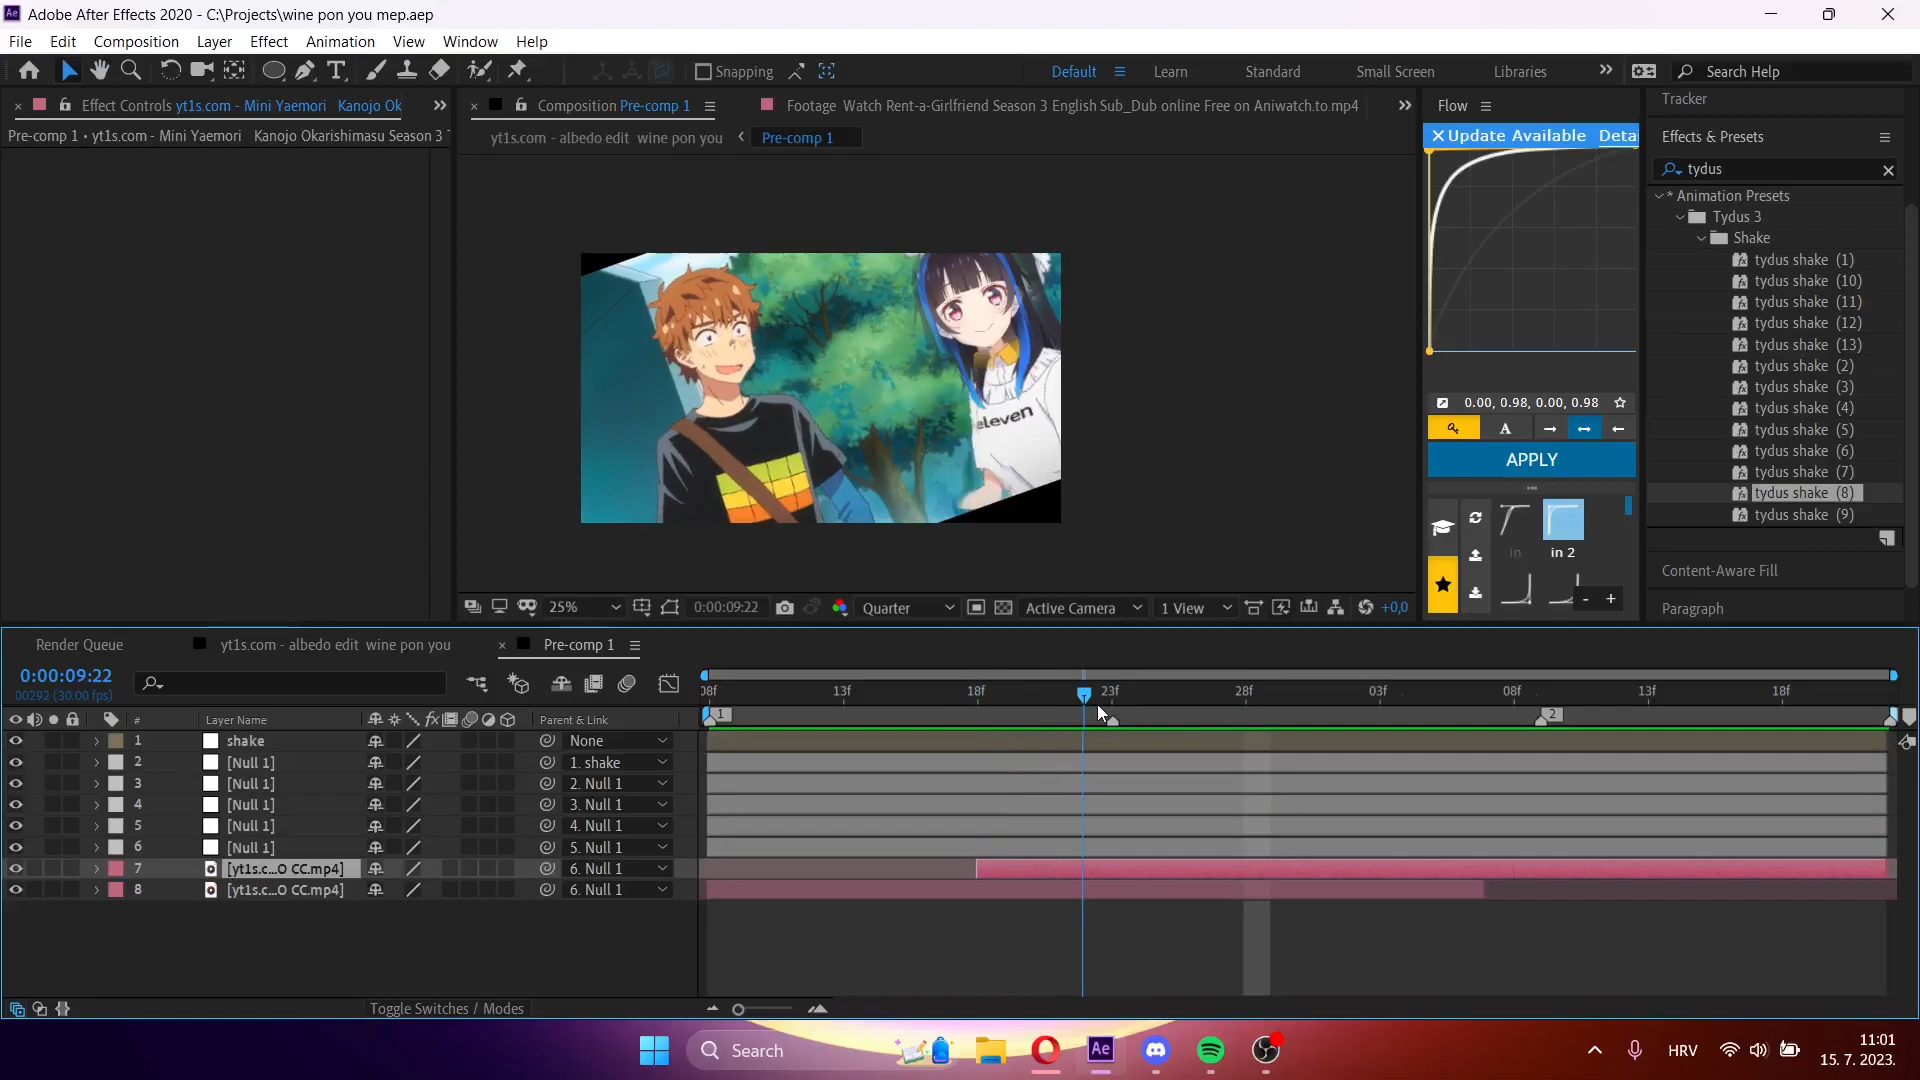 Adobe After Effects 2020 - C:\Projects\wine pon you mep.aep
File Edit Composition Layer Effect Animation View Window Help
Snapping
Default Learn Standard Small Screen Libraries
Search Help
Effect Controls yt1s.com - Mini Yaemori Kanojo Ok
Pre-comp 1 • yt1s.com - Mini Yaemori Kanojo Okarishimasu Season 3
Composition Pre-comp 1
Footage Watch Rent-a-Girlfriend Season 3 English Sub_Dub online Free on Aniwatch.to.mp4
yt1s.com - albedo edit wine pon you
Pre-comp 1
eleven
25%
0:00:09:22
Quarter
Active Camera
1 View
+0,0
Flow
Update Available Detai
0.00, 0.98, 0.00, 0.98
A
APPLY
in
in 2
- +
Tracker
Effects & Presets
tydus
* Animation Presets
Tydus 3
Shake
tydus shake (1)
tydus shake (10)
tydus shake (11)
tydus shake (12)
tydus shake (13)
tydus shake (2)
tydus shake (3)
tydus shake (4)
tydus shake (5)
tydus shake (6)
tydus shake (7)
tydus shake (8)
tydus shake (9)
Content-Aware Fill
Paragraph
Render Queue
yt1s.com - albedo edit wine pon you
Pre-comp 1
0:00:09:22
00292 (30.00 fps)
08f 13f 18f 23f 28f 03f 08f 13f 18f
1 2
# Layer Name Parent & Link
1 shake None
2 [Null 1] 1. shake
3 [Null 1] 2. Null 1
4 [Null 1] 3. Null 1
5 [Null 1] 4. Null 1
6 [Null 1] 5. Null 1
7 [yt1s.c...O CC.mp4] 6. Null 1
8 [yt1s.c...O CC.mp4] 6. Null 1
Toggle Switches / Modes
Search
Ae
HRV
11:01
15. 7. 2023.